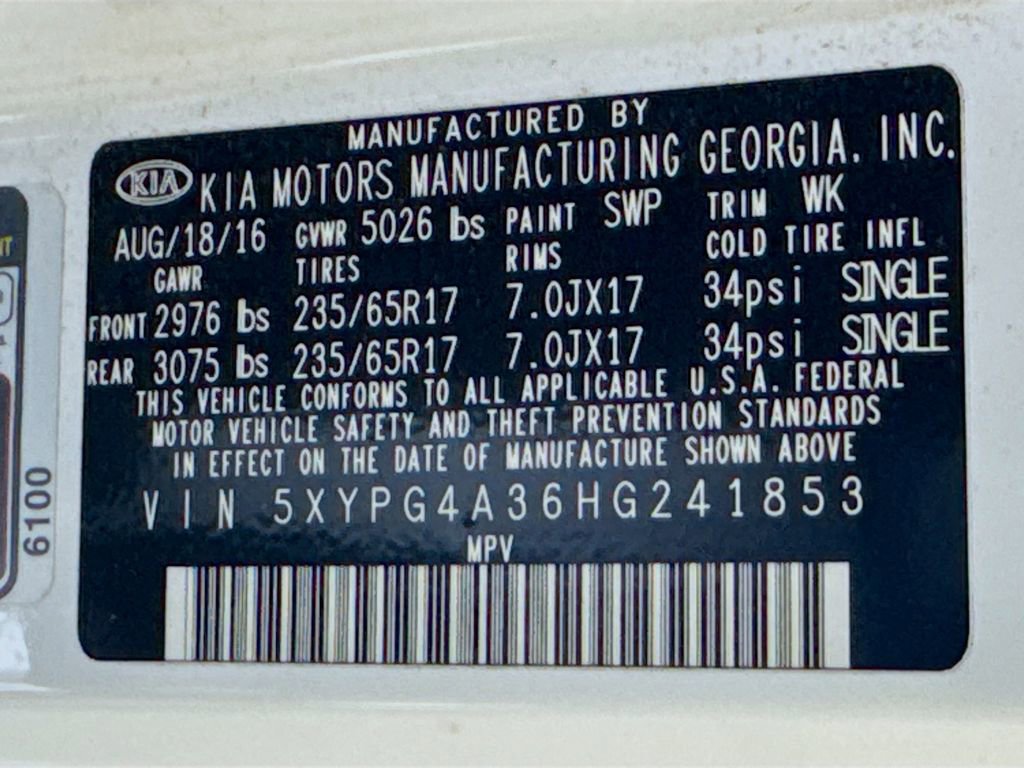 MANUFACTURED BY
KIA KIA MOTORS MANUFACTURING GEORGIA. INC.
AUG/18/16 GVWR 5026 lbs PAINT SWP TRIM WK
GAWR TIRES RIMS COLD TIRE INFL
FRONT 2976 lbs 235/65R17 7.0JX17 34psi SINGLE
REAR 3075 lbs 235/65R17 7.0JX17 34psi SINGLE
THIS VEHICLE CONFORMS TO ALL APPLICABLE U.S.A. FEDERAL
MOTOR VEHICLE SAFETY AND THEFT PREVENTION STANDARDS
IN EFFECT ON THE DATE OF MANUFACTURE SHOWN ABOVE
VIN 5XYPG4A36HG241853
MPV
6100